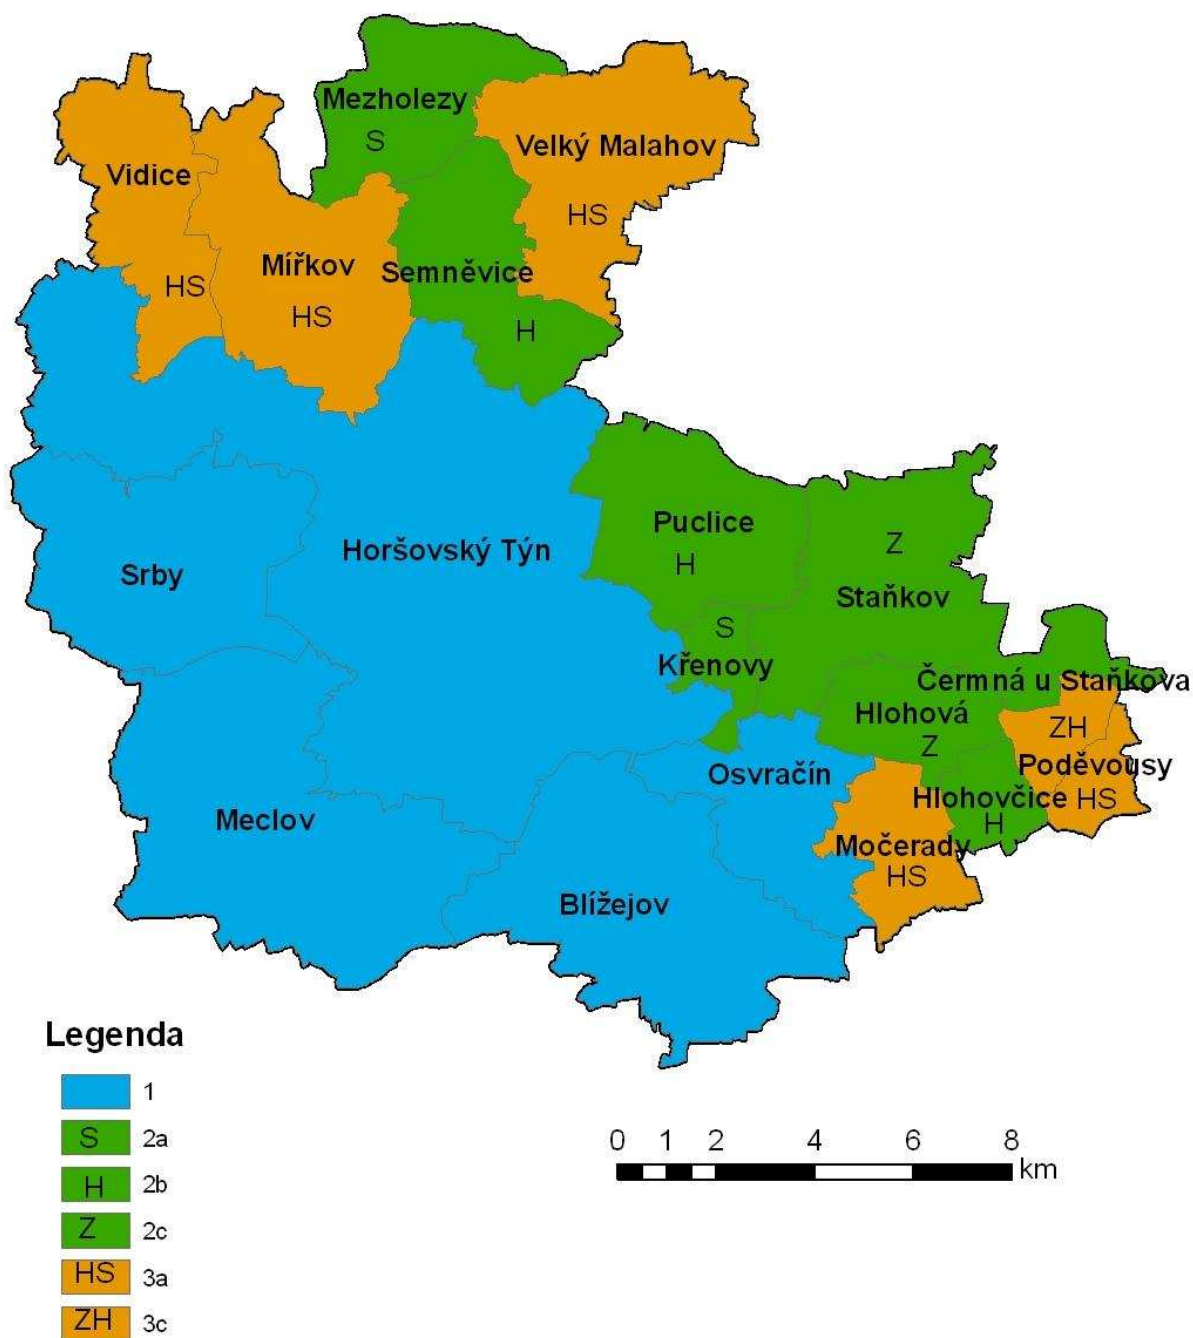 Mezholezy
S
Velký Malahov
HS
Vidice
HS
Mířkov
HS
Semněvice
H
Puclice
H
Z
Staňkov
S
Křenovy
Horšovský Týn
Srby
Čermná u Staňkova
Hlohová
Z
ZH
Poděvousy
HS
Osvračín
Hlohovčice
H
Močerady
HS
Meclov
Blížejov
Legenda
1
S 2a
H 2b
Z 2c
HS 3a
ZH 3c
0 1 2 4 6 8
km